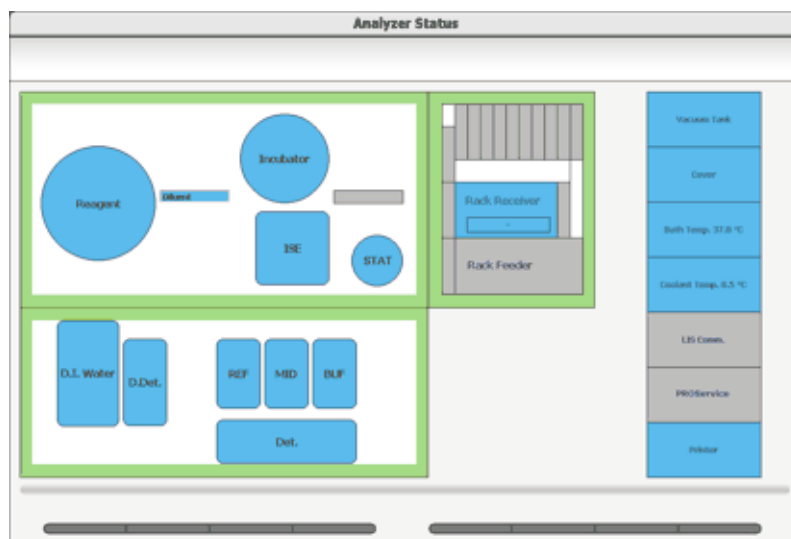 Analyzer Status
Incubator
Reagent
Diluent
ISE
STAT
Rack Receiver
-
Rack Feeder
Vacuum Tank
Cover
Bath Temp. 37.0 °C
Coolant Temp. 8.5 °C
LIS Comm.
PROService
Printer
D.I. Water
D.Det.
REF
MID
BUF
Det.